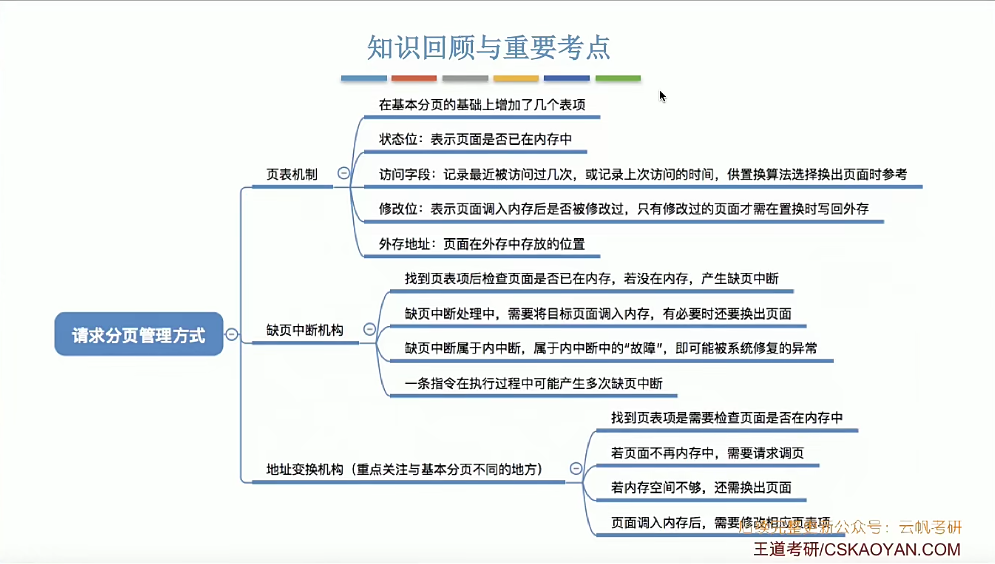 知识回顾与重要考点
在基本分页的基础上增加了几个表项
状态位：表示页面是否已在内存中
页表机制
访问字段：记录最近被访问过几次，或记录上次访问的时间，供置换算法选择换出页面时参考
修改位：表示页面调入内存后是否被修改过，只有修改过的页面才需在置换时写回外存
外存地址：页面在外存中存放的位置
找到页表项后检查页面是否已在内存，若没在内存，产生缺页中断
请求分页管理方式
缺页中断机构
缺页中断处理中，需要将目标页面调入内存，有必要时还要换出页面
缺页中断属于内中断，属于内中断中的“故障”，即可能被系统修复的异常
一条指令在执行过程中可能产生多次缺页中断
找到页表项是需要检查页面是否在内存中
地址变换机构（重点关注与基本分页不同的地方）
若页面不再内存中，需要请求调页
若内存空间不够，还需换出页面
页面调入内存后，需要修改相应页表项
公众号：云帆考研
王道考研/CSKAOYAN.COM